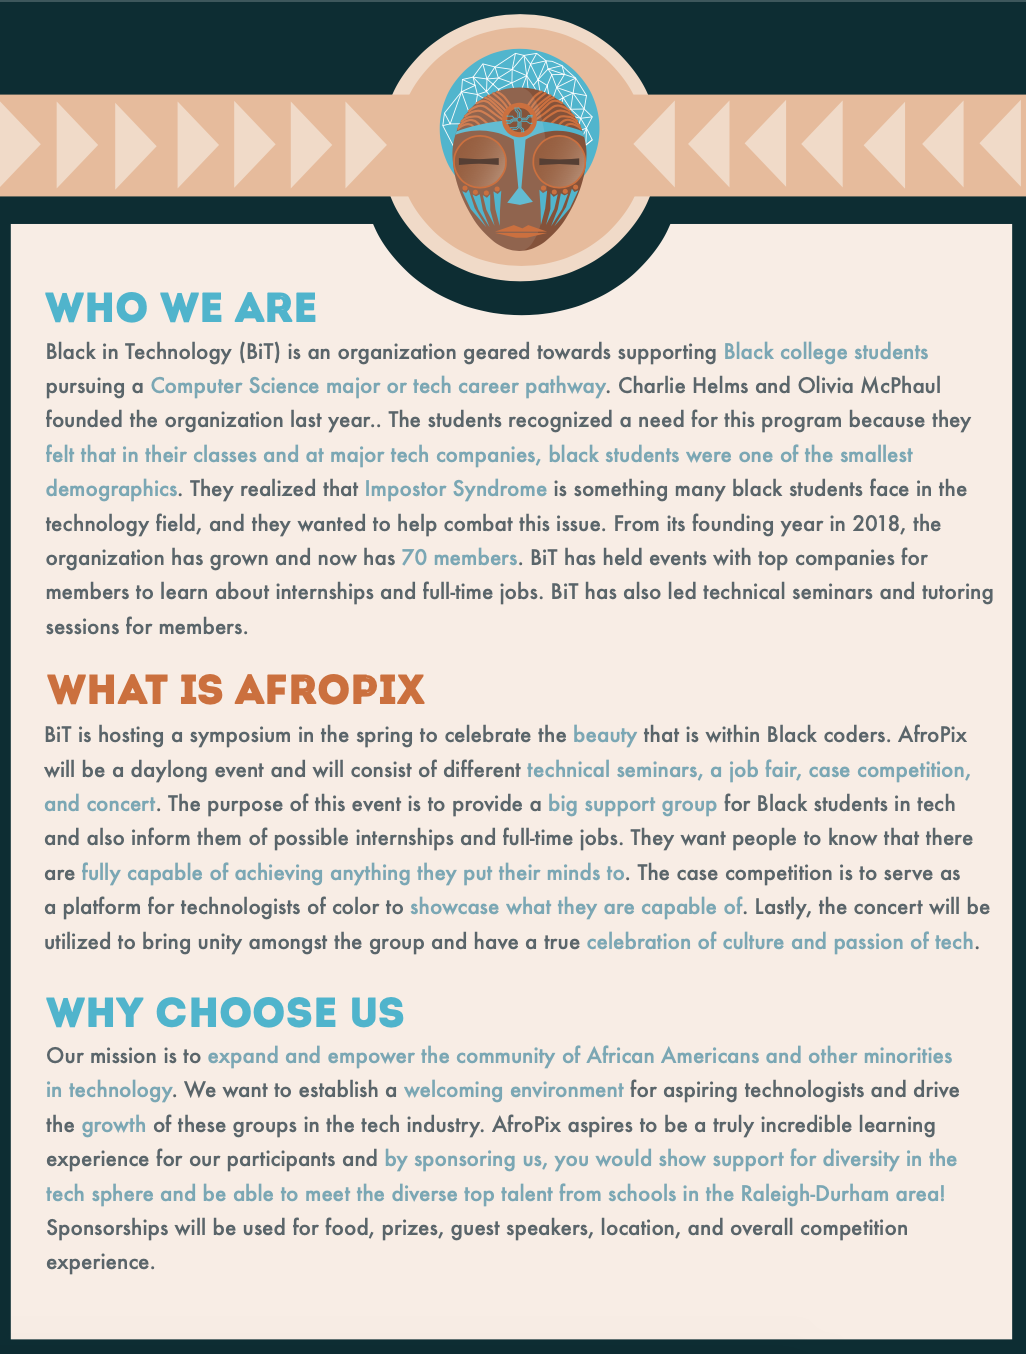 WHO WE ARE
Black in Technology (BiT) is an organization geared towards supporting Black college students
pursuing a Computer Science major or tech career pathway. Charlie Helms and Olivia McPhaul
founded the organization last year.. The students recognized a need for this program because they
felt that in their classes and at major tech companies, black students were one of the smallest
demographics. They realized that Impostor Syndrome is something many black students face in the
technology field, and they wanted to help combat this issue. From its founding year in 2018, the
organization has grown and now has 70 members. BiT has held events with top companies for
members to learn about internships and full-time jobs. BiT has also led technical seminars and tutoring
sessions for members.
WHAT IS AFROPIX
BiT is hosting a symposium in the spring to celebrate the beauty that is within Black coders. AfroPix
will be a daylong event and will consist of different technical seminars, a job fair, case competition,
and concert. The purpose of this event is to provide a big support group for Black students in tech
and also inform them of possible internships and full-time jobs. They want people to know that there
are fully capable of achieving anything they put their minds to. The case competition is to serve as
a platform for technologists of color to showcase what they are capable of. Lastly, the concert will be
utilized to bring unity amongst the group and have a true celebration of culture and passion of tech.
WHY CHOOSE US
Our mission is to expand and empower the community of African Americans and other minorities
in technology. We want to establish a welcoming environment for aspiring technologists and drive
the growth of these groups in the tech industry. AfroPix aspires to be a truly incredible learning
experience for our participants and by sponsoring us, you would show support for diversity in the
tech sphere and be able to meet the diverse top talent from schools in the Raleigh-Durham area!
Sponsorships will be used for food, prizes, guest speakers, location, and overall competition
experience.